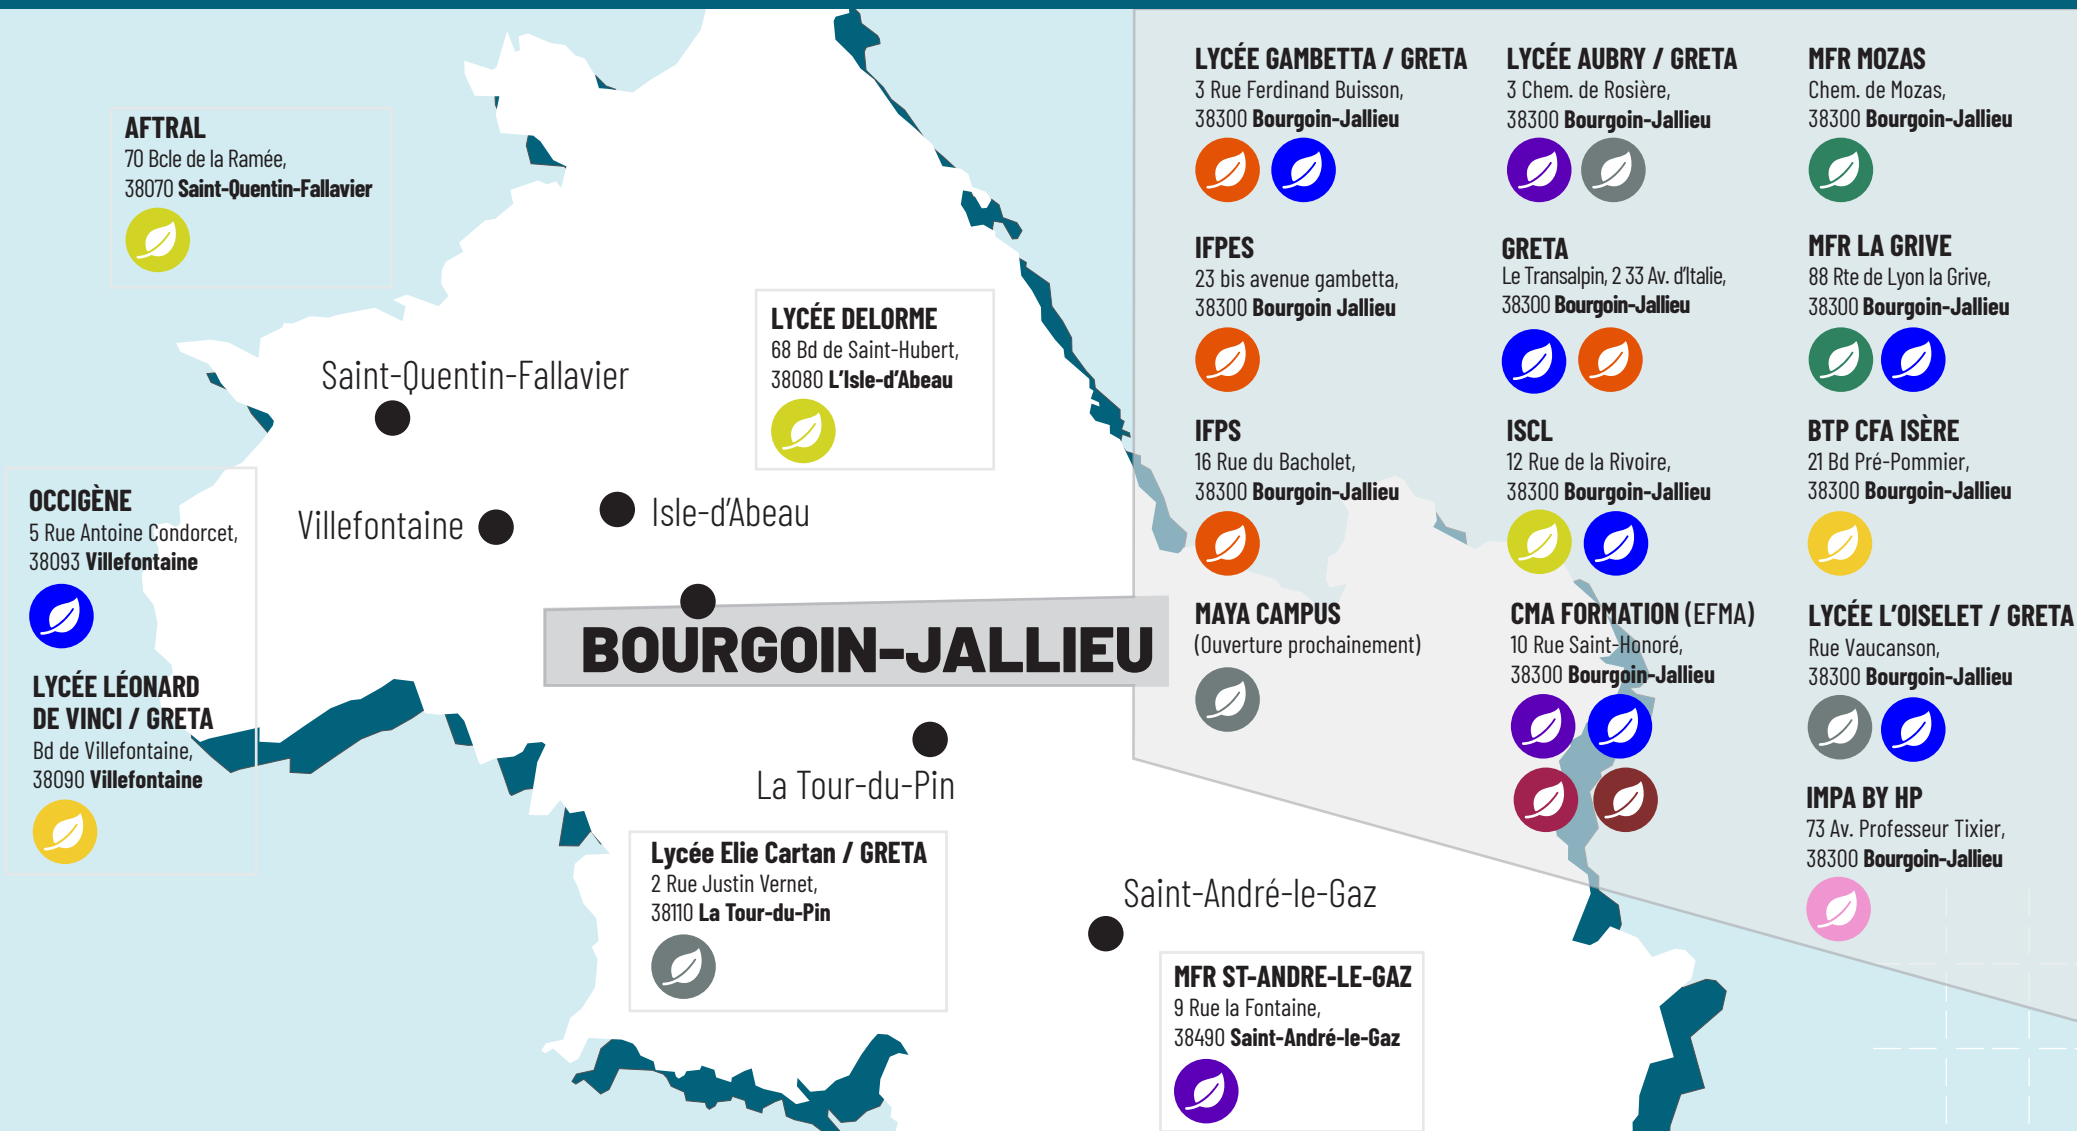 AFTRAL
70 Bcle de la Ramée,
38070 Saint-Quentin-Fallavier
OCCIGÈNE
5 Rue Antoine Condorcet,
38093 Villefontaine
LYCÉE LÉONARD
DE VINCI / GRETA
Bd de Villefontaine,
38090 Villefontaine
Saint-Quentin-Fallavier
Villefontaine
Isle-d'Abeau
LYCÉE DELORME
68 Bd de Saint-Hubert,
38080 L'Isle-d'Abeau
BOURGOIN-JALLIEU
La Tour-du-Pin
Lycée Elie Cartan / GRETA
2 Rue Justin Vernet,
38110 La Tour-du-Pin
Saint-André-le-Gaz
MFR ST-ANDRE-LE-GAZ
9 Rue la Fontaine,
38490 Saint-André-le-Gaz
LYCÉE GAMBETTA / GRETA
3 Rue Ferdinand Buisson,
38300 Bourgoin-Jallieu
IFPES
23 bis avenue gambetta,
38300 Bourgoin Jallieu
IFPS
16 Rue du Bacholet,
38300 Bourgoin-Jallieu
MAYA CAMPUS
(Ouverture prochainement)
LYCÉE AUBRY / GRETA
3 Chem. de Rosière,
38300 Bourgoin-Jallieu
GRETA
Le Transalpin, 2 33 Av. d'Italie,
38300 Bourgoin-Jallieu
ISCL
12 Rue de la Rivoire,
38300 Bourgoin-Jallieu
CMA FORMATION (EFMA)
10 Rue Saint-Honoré,
38300 Bourgoin-Jallieu
MFR MOZAS
Chem. de Mozas,
38300 Bourgoin-Jallieu
MFR LA GRIVE
88 Rte de Lyon la Grive,
38300 Bourgoin-Jallieu
BTP CFA ISÈRE
21 Bd Pré-Pommier,
38300 Bourgoin-Jallieu
LYCÉE L'OISELET / GRETA
Rue Vaucanson,
38300 Bourgoin-Jallieu
IMPA BY HP
73 Av. Professeur Tixier,
38300 Bourgoin-Jallieu